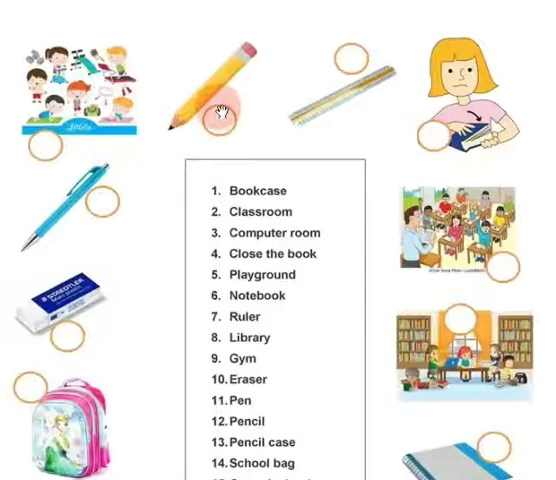 STAEDTLER
1. Bookcase
2. Classroom
3. Computer room
4. Close the book
5. Playground
6. Notebook
7. Ruler
8. Library
9. Gym
10. Eraser
11. Pen
12. Pencil
13. Pencil case
14. School bag